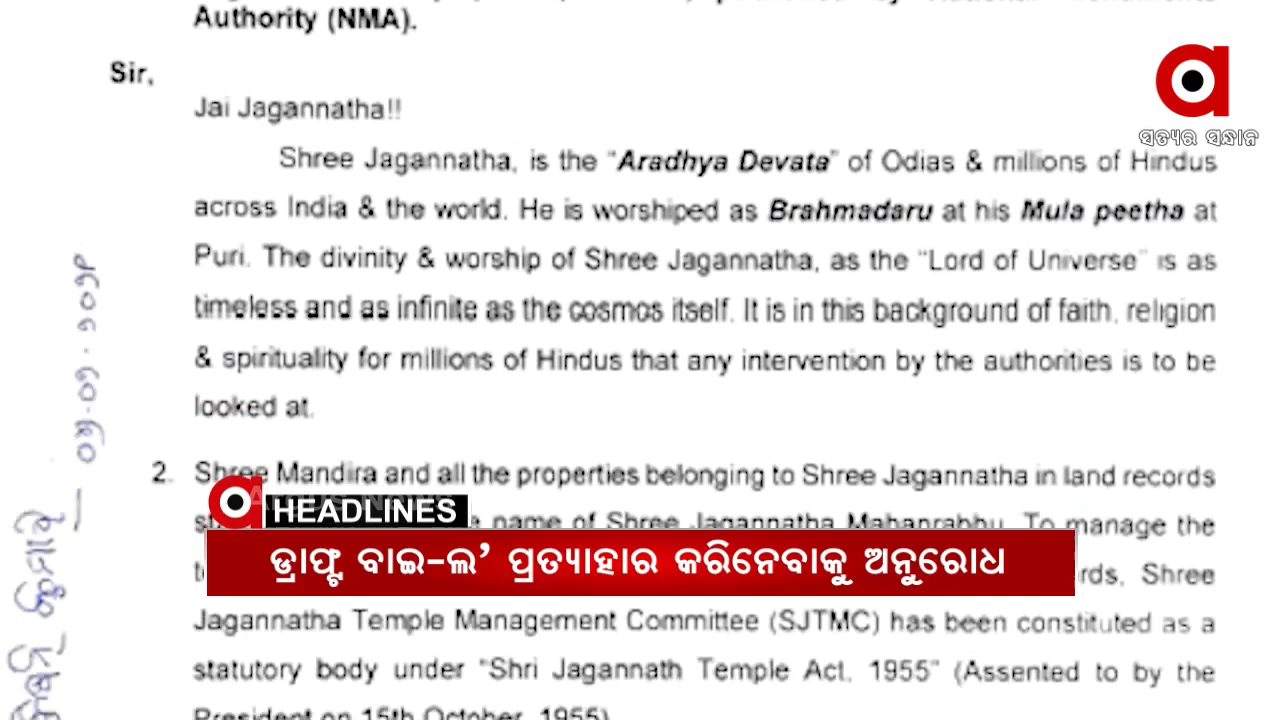 Authority (NMA).
Sir,
Jai Jagannatha!!
Shree Jagannatha, is the "Aradhya Devata" of Odias & millions of Hindus
across India & the world. He is worshiped as Brahmadaru at his Mula peetha at
Puri. The divinity & worship of Shree Jagannatha, as the "Lord of Universe" is as
timeless and as infinite as the cosmos itself. It is in this background of faith, religion
& spirituality for millions of Hindus that any intervention by the authorities is to be
looked at.
2. Shree Mandira and all the properties belonging to Shree Jagannatha in land records
name of Shree Jagannatha Mahaprabhu. To manage the
Shree
Jagannatha Temple Management Committee (SJTMC) has been constituted as a
statutory body under "Shri Jagannath Temple Act, 1955" (Assented to by the
President on 15th October, 1955)
ସତ୍ୟର ସନ୍ଧାନ
HEADLINES
ଡ୍ରାଫ୍ଟ ବାଇ-ଲ’ ପ୍ରତ୍ୟାହାର କରିନେବାକୁ ଅନୁରୋଧ